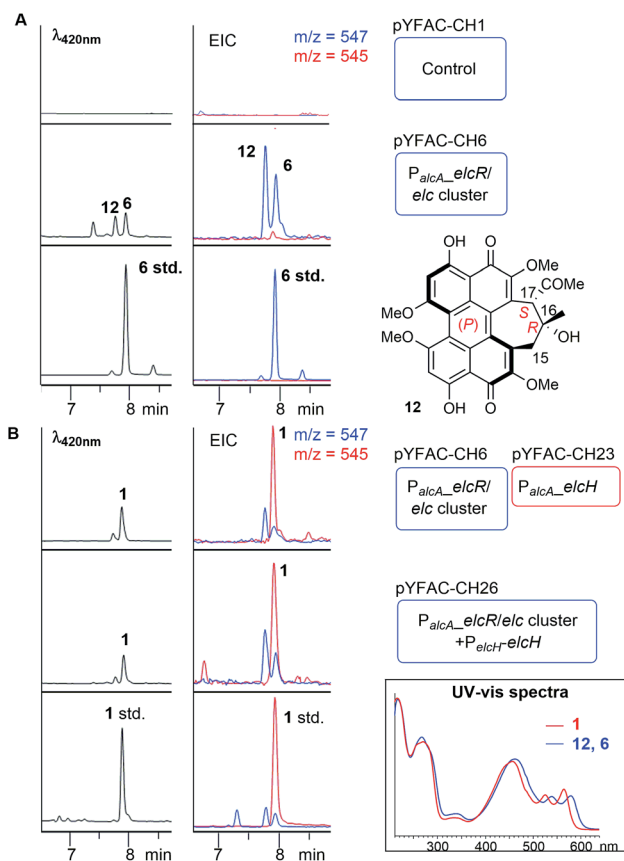 A
λ420nm
EIC
m/z = 547
m/z = 545
pYFAC-CH1
Control
12
6
12 6
pYFAC-CH6
PalcA_elcR/
elc cluster
6 std.
6 std.
7
8
min
7
8
min
OH
O
OMe
17
COMe
MeO
(P)
S
16
R
OH
MeO
15
OMe
OH
O
12
B
λ420nm
EIC
m/z = 547
m/z = 545
1
1
pYFAC-CH6
pYFAC-CH23
PalcA_elcR/
elc cluster
PalcA_elcH
1
1
pYFAC-CH26
PalcA_elcR/elc cluster
+PelcH-elcH
1 std.
1 std.
7
8
min
7
8
min
UV-vis spectra
1
12, 6
300
400
500
600
nm